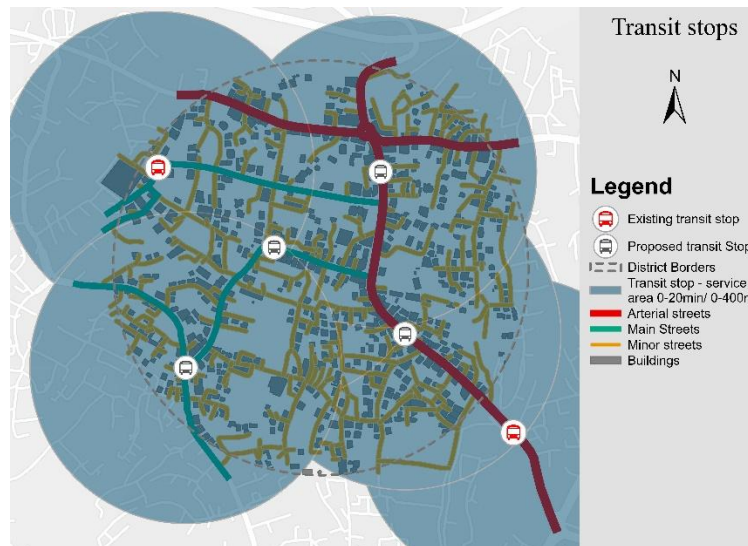 Transit stops
N
Legend
Existing transit stop
Proposed transit Stop
District Borders
Transit stop - service
area 0-20min/ 0-400m
Arterial streets
Main Streets
Minor streets
Buildings